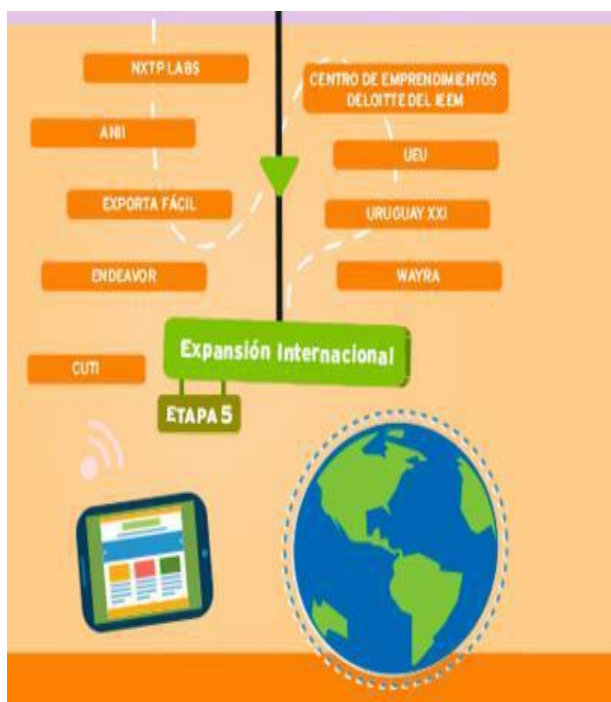 NXTP LABS
CENTRO DE EMPRENDIMIENTOS
DELOITTE DEL IEEM
ANII
UEU
EXPORTA FÁCIL
URUGUAY XXI
ENDEAVOR
WAYRA
Expansión Internacional
CUTI
ETAPA 5